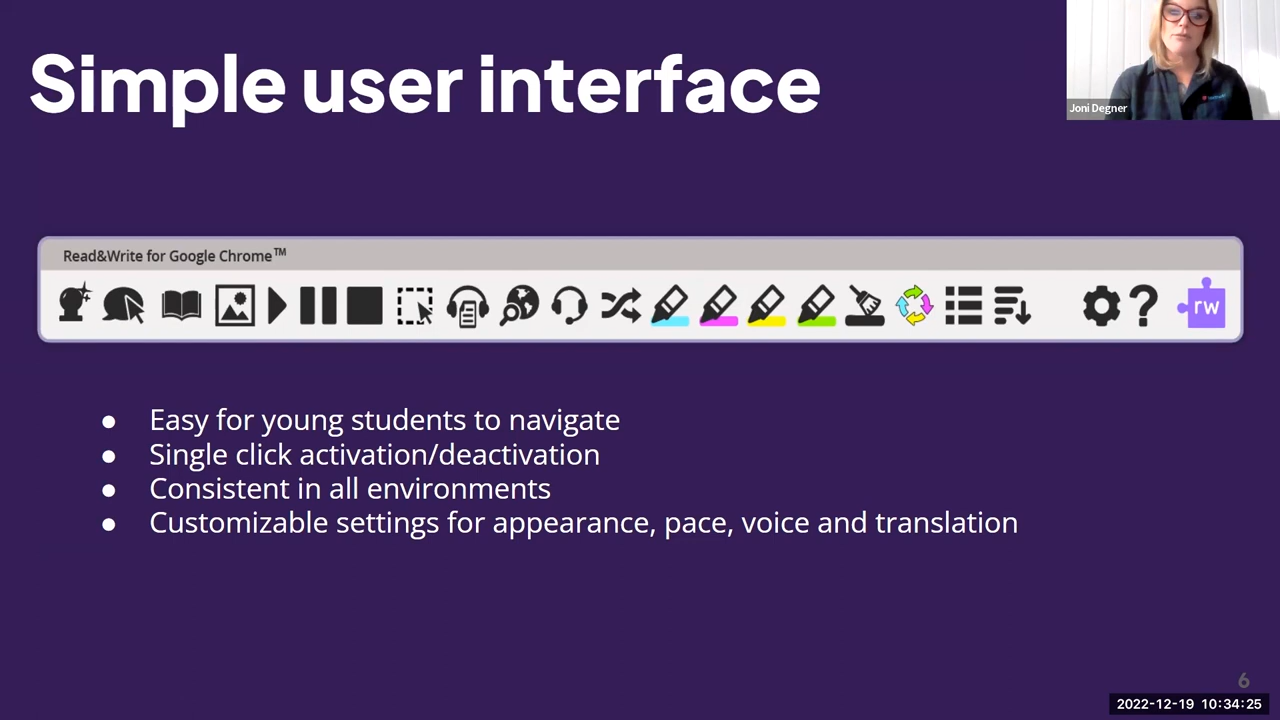 Simple user interface
Joni Degner
Read&Write for Google Chrome™
?
rw
● Easy for young students to navigate
● Single click activation/deactivation
● Consistent in all environments
● Customizable settings for appearance, pace, voice and translation
6
2022-12-19 10:34:25